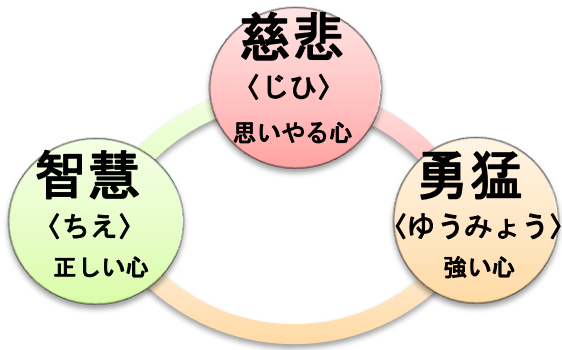 慈悲
〈じひ〉
思いやる心
智慧
〈ちえ〉
正しい心
勇猛
〈ゆうみょう〉
強い心